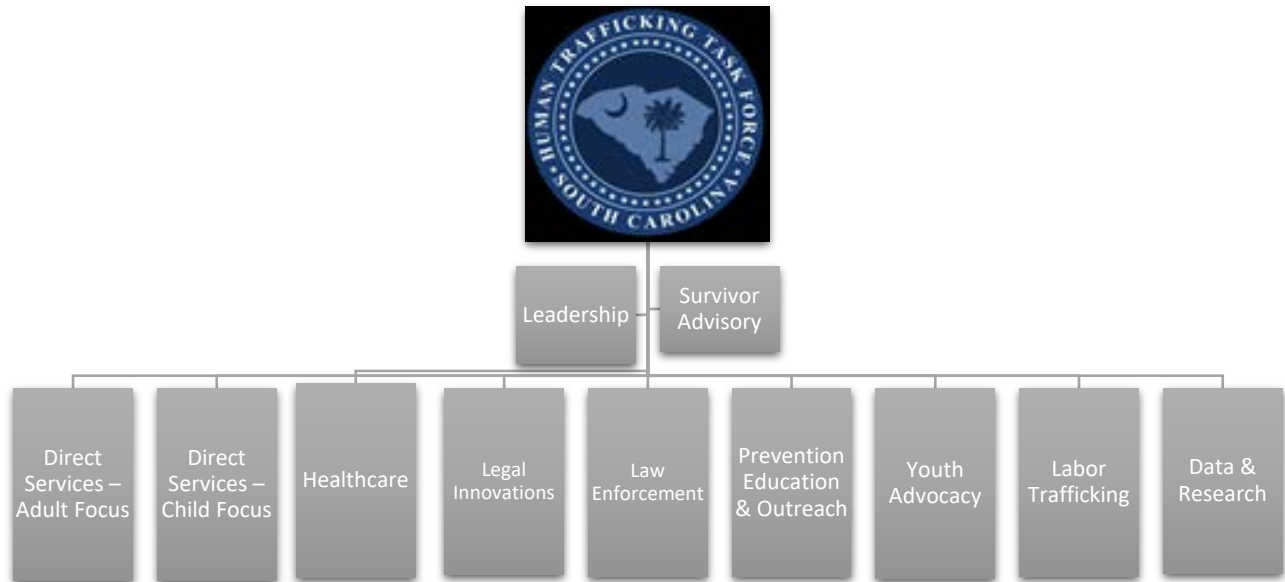 HUMAN TRAFFICKING TASK FORCE
SOUTH CAROLINA
Leadership
Survivor
Advisory
Direct
Services –
Adult Focus
Direct
Services –
Child Focus
Healthcare
Legal
Innovations
Law
Enforcement
Prevention
Education
& Outreach
Youth
Advocacy
Labor
Trafficking
Data &
Research